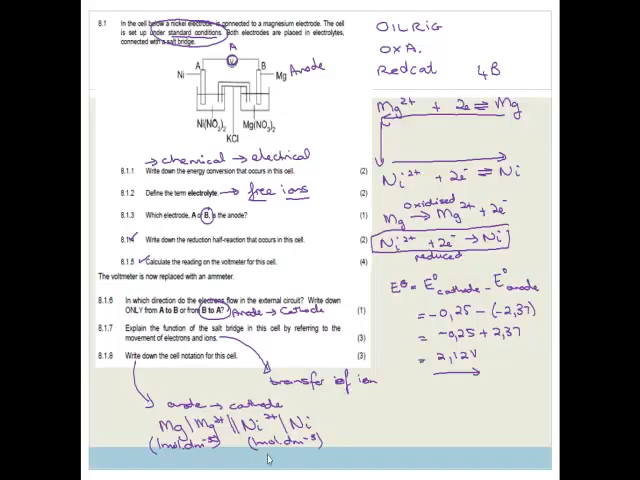 8.1 In the cell below a nickel electrode is connected to a magnesium electrode. The cell
is set up under standard conditions. Both electrodes are placed in electrolytes,
connected with a salt bridge.
A
V
A B
Ni Mg Anode
Ni(NO₃)₂ Mg(NO₃)₂
KCl
→ chemical → electrical
8.1.1 Write down the energy conversion that occurs in this cell. (2)
8.1.2 Define the term electrolyte. → free ions (2)
8.1.3 Which electrode, A or B, is the anode? (1)
8.1.4 Write down the reduction half-reaction that occurs in this cell. (2)
8.1.5 Calculate the reading on the voltmeter for this cell. (4)
The voltmeter is now replaced with an ammeter.
8.1.6 In which direction do the electrons flow in the external circuit? Write down
ONLY from A to B or from B to A? Anode → Cathode (1)
8.1.7 Explain the function of the salt bridge in this cell by referring to the
movement of electrons and ions. (3)
8.1.8 Write down the cell notation for this cell. (3)
transfer of ion
anode → cathode
Mg | Mg²⁺ || Ni²⁺ | Ni
(1mol.dm⁻³) (1mol.dm⁻³)
OILRIG
OXA.
Redcat 4B
Mg²⁺ + 2e ⇌ Mg
Ni²⁺ + 2e⁻ ⇌ Ni
oxidised
Mg → Mg²⁺ + 2e⁻
Ni²⁺ + 2e⁻ → Ni
reduced
E° = E°cathode - E°anode
= -0,25 - (-2,37)
= -0,25 + 2,37
= 2,12V